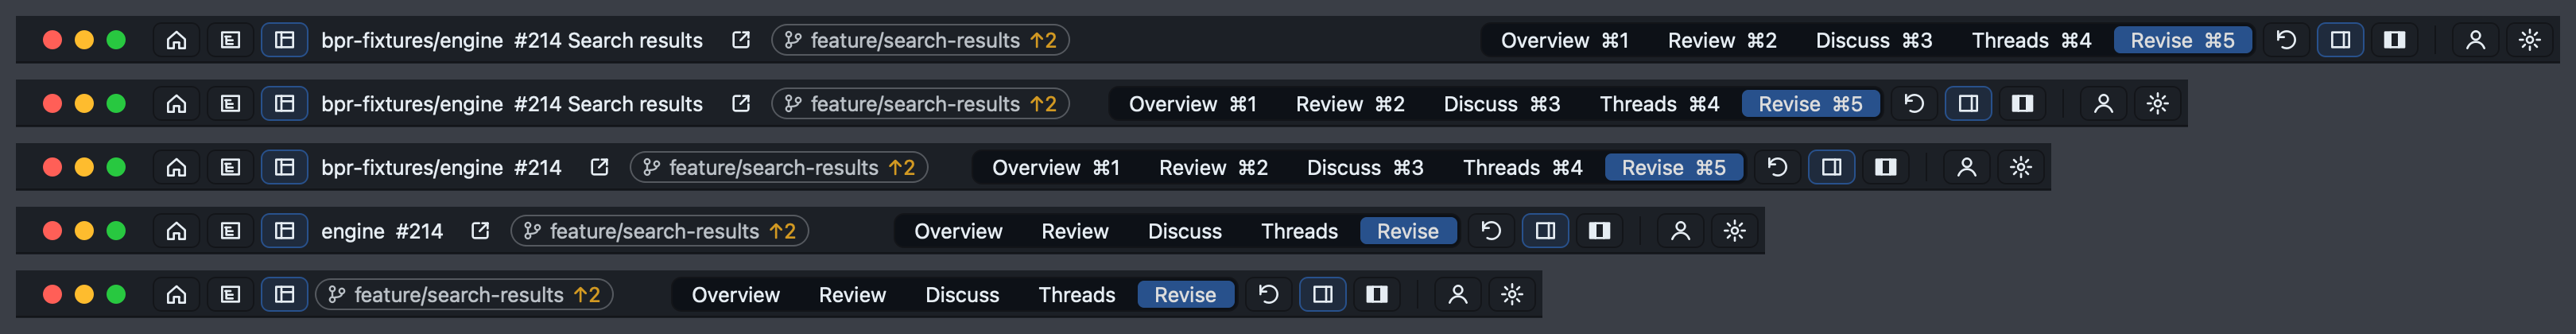 bpr-fixtures/engine #214 Search results feature/search-results ↑2 Overview ⌘1 Review ⌘2 Discuss ⌘3 Threads ⌘4 Revise ⌘5
bpr-fixtures/engine #214 Search results feature/search-results ↑2 Overview ⌘1 Review ⌘2 Discuss ⌘3 Threads ⌘4 Revise ⌘5
bpr-fixtures/engine #214 feature/search-results ↑2 Overview ⌘1 Review ⌘2 Discuss ⌘3 Threads ⌘4 Revise ⌘5
engine #214 feature/search-results ↑2 Overview Review Discuss Threads Revise
feature/search-results ↑2 Overview Review Discuss Threads Revise